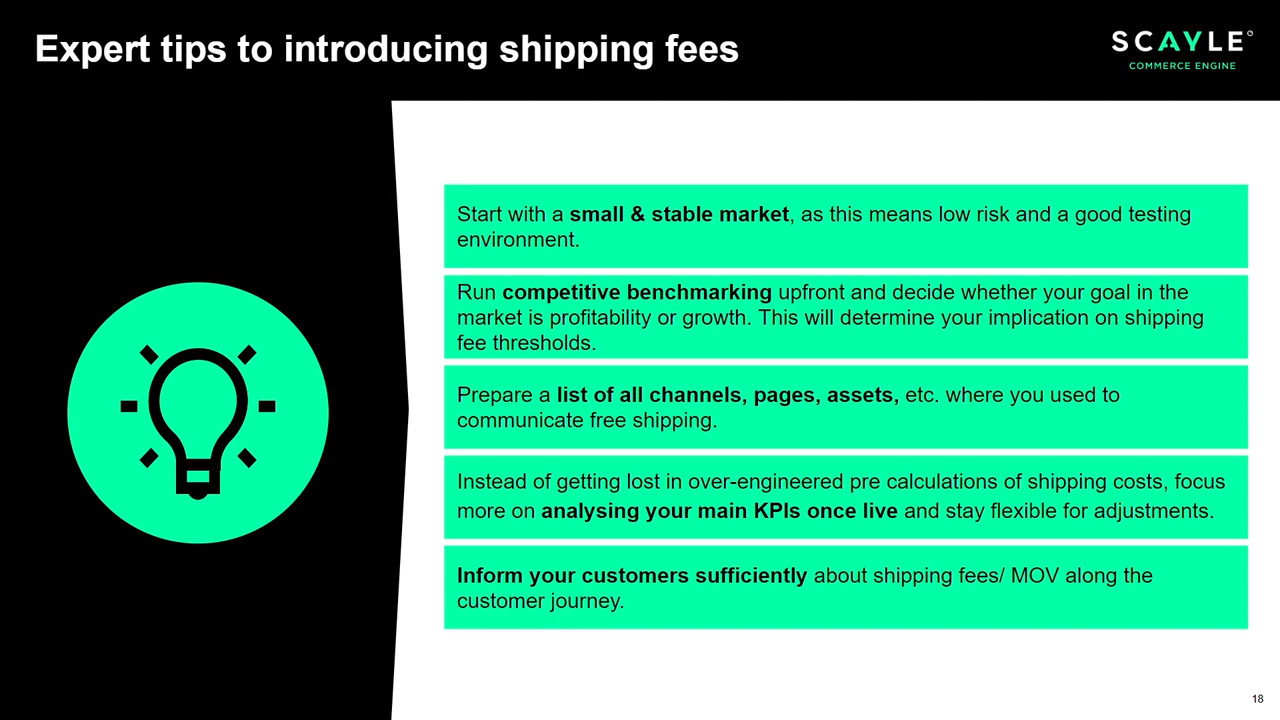 Expert tips to introducing shipping fees
SCAYLE
COMMERCE ENGINE
Start with a small & stable market, as this means low risk and a good testing
environment.
Run competitive benchmarking upfront and decide whether your goal in the
market is profitability or growth. This will determine your implication on shipping
fee thresholds.
Prepare a list of all channels, pages, assets, etc. where you used to
communicate free shipping.
Instead of getting lost in over-engineered pre calculations of shipping costs, focus
more on analysing your main KPIs once live and stay flexible for adjustments.
Inform your customers sufficiently about shipping fees/ MOV along the
customer journey.
18